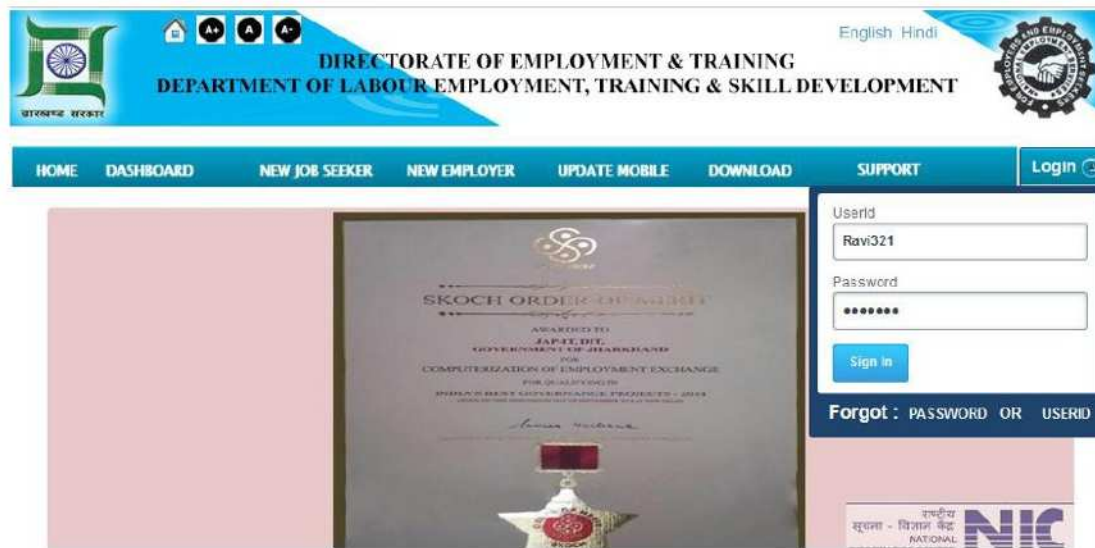 A+ A A-
English Hindi
DIRECTORATE OF EMPLOYMENT & TRAINING
DEPARTMENT OF LABOUR EMPLOYMENT, TRAINING & SKILL DEVELOPMENT
झारखण्ड सरकार
HOME DASHBOARD NEW JOB SEEKER NEW EMPLOYER UPDATE MOBILE DOWNLOAD SUPPORT Login
UserId
Ravi321
Password
•••••••
Sign In
Forgot : PASSWORD OR USERID
SKOCH ORDER-OF-MERIT
AWARDED TO
JAP-IT, DIT,
GOVERNMENT OF JHARKHAND
FOR
COMPUTERIZATION OF EMPLOYMENT EXCHANGE
FOR QUALIFYING IN
INDIA'S BEST GOVERNANCE PROJECTS - 2014
राष्ट्रीय
सूचना - विज्ञान केंद्र
NATIONAL
NIC